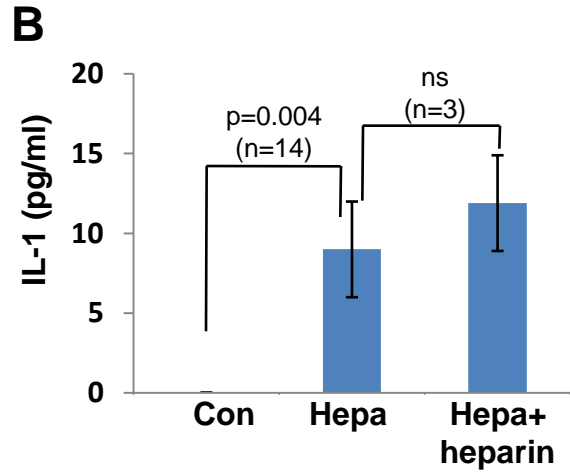 B
20
15
10
5
0
IL-1 (pg/ml)
p=0.004
(n=14)
ns
(n=3)
Con
Hepa
Hepa+
heparin